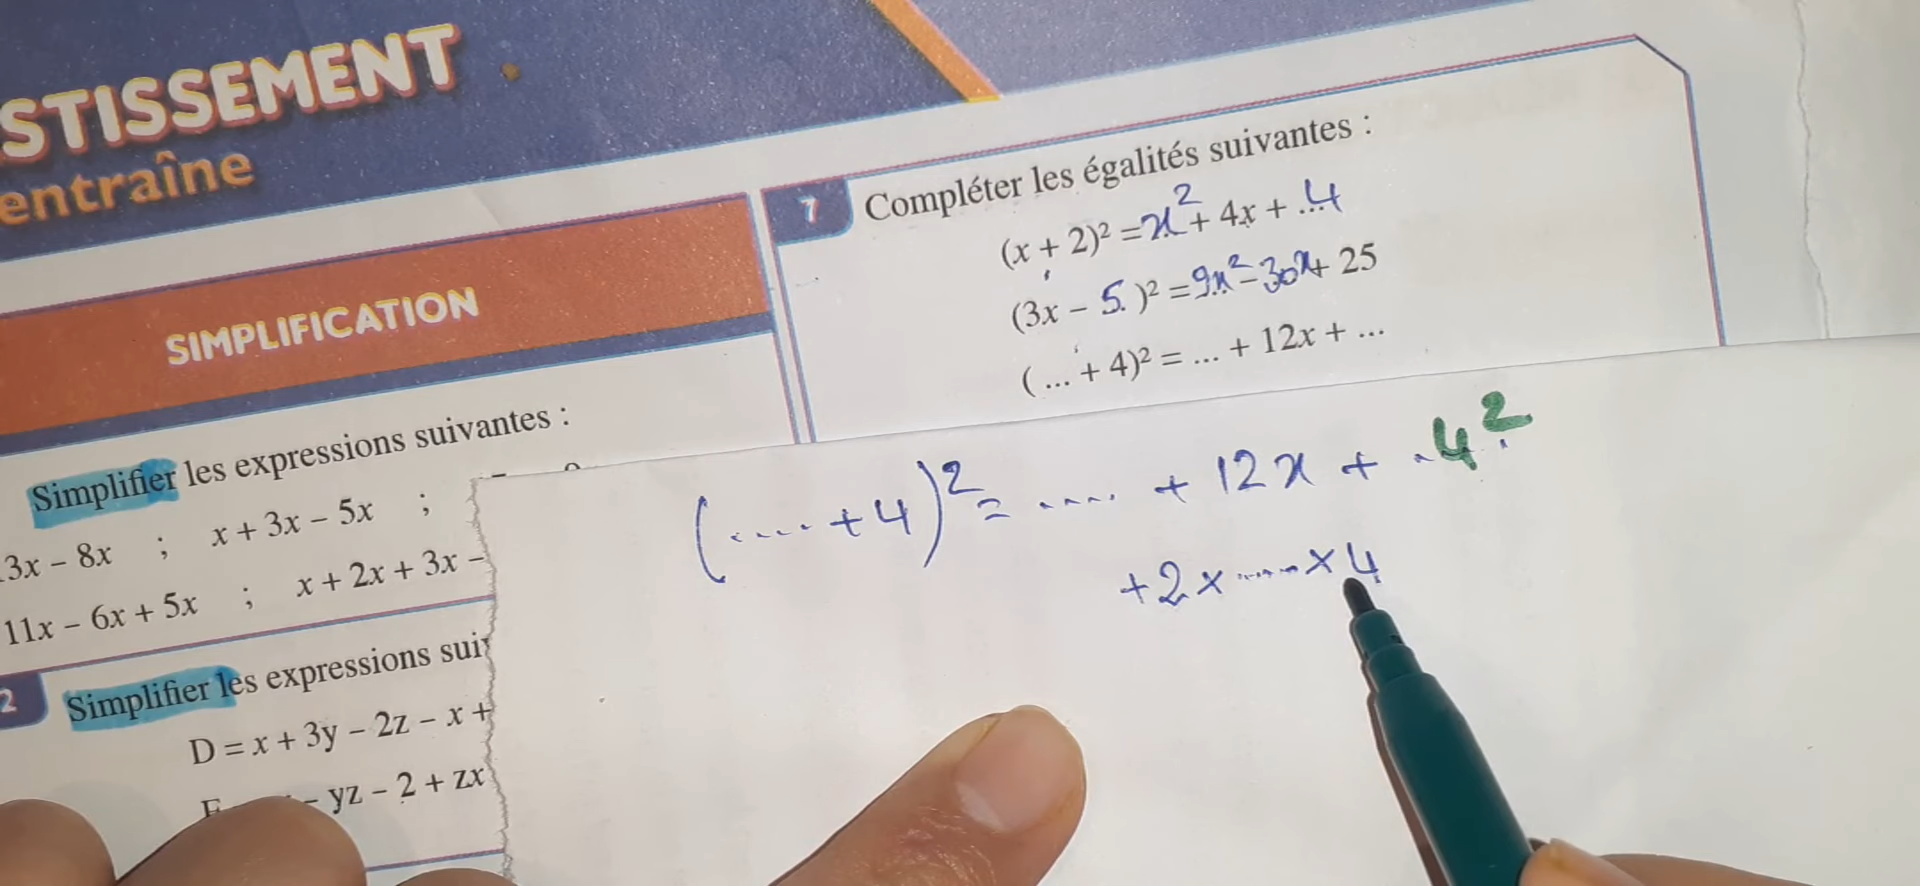 STISSEMENT
entraîne
SIMPLIFICATION
Simplifier les expressions suivantes :
3x – 8x ; x + 3x – 5x ;
11x – 6x + 5x ; x + 2x + 3x –
2 Simplifier les expressions sui
D = x + 3y – 2z – x +
– yz – 2 + zx
7 Compléter les égalités suivantes :
(x + 2)² = x² + 4x + ...4
(3x – 5. )² = 9x² – 30x + 25
( ... + 4)² = ... + 12x + ...
(.... + 4)² = ..... + 12x + .4²
+ 2 x ..... x 4